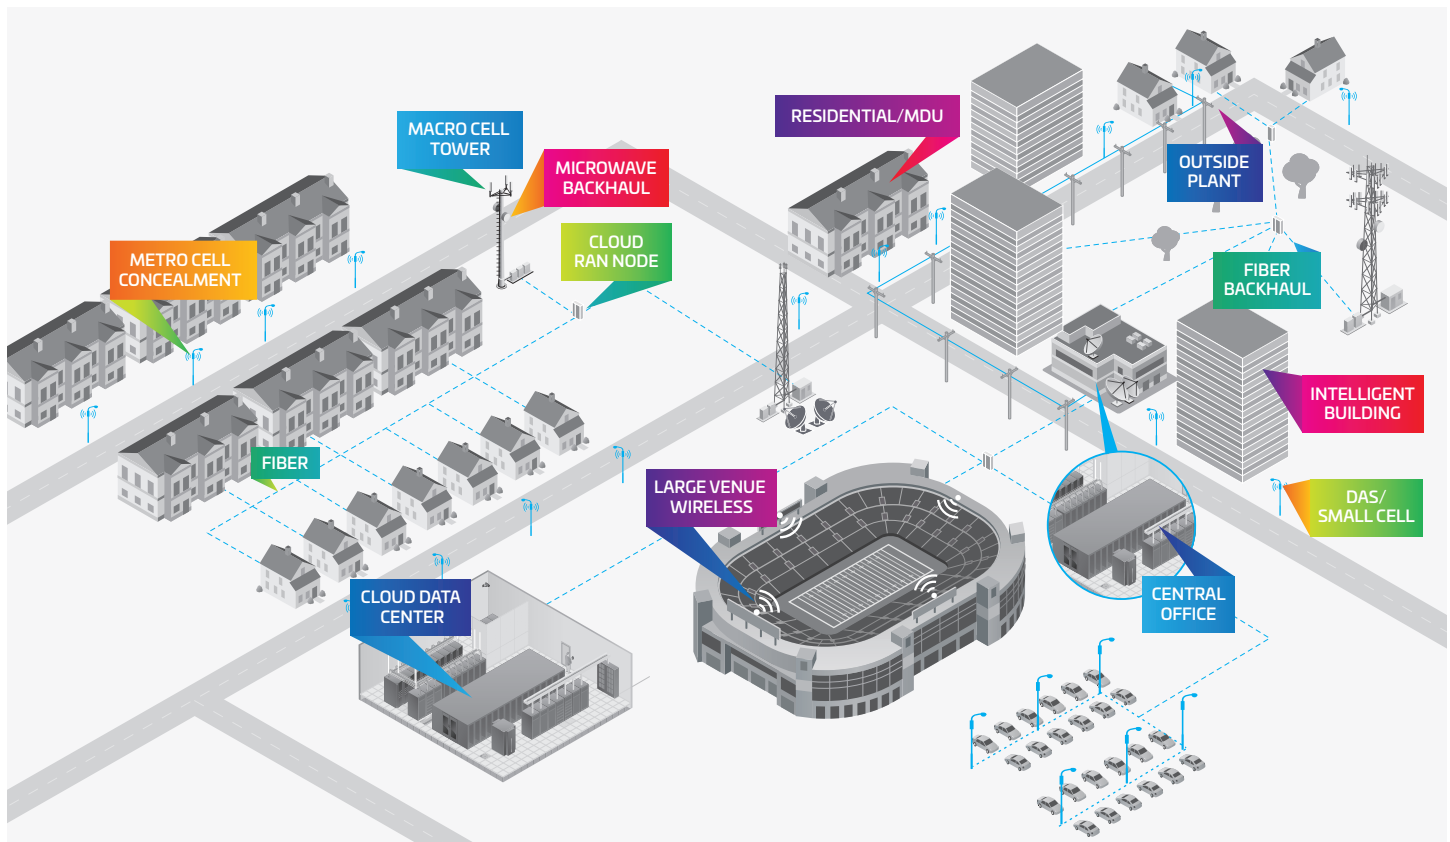 RESIDENTIAL/MDU
MACRO CELL
TOWER
MICROWAVE
BACKHAUL
OUTSIDE
PLANT
CLOUD
RAN NODE
METRO CELL
CONCEALMENT
FIBER
BACKHAUL
INTELLIGENT
BUILDING
FIBER
LARGE VENUE
WIRELESS
DAS/
SMALL CELL
CLOUD DATA
CENTER
CENTRAL
OFFICE